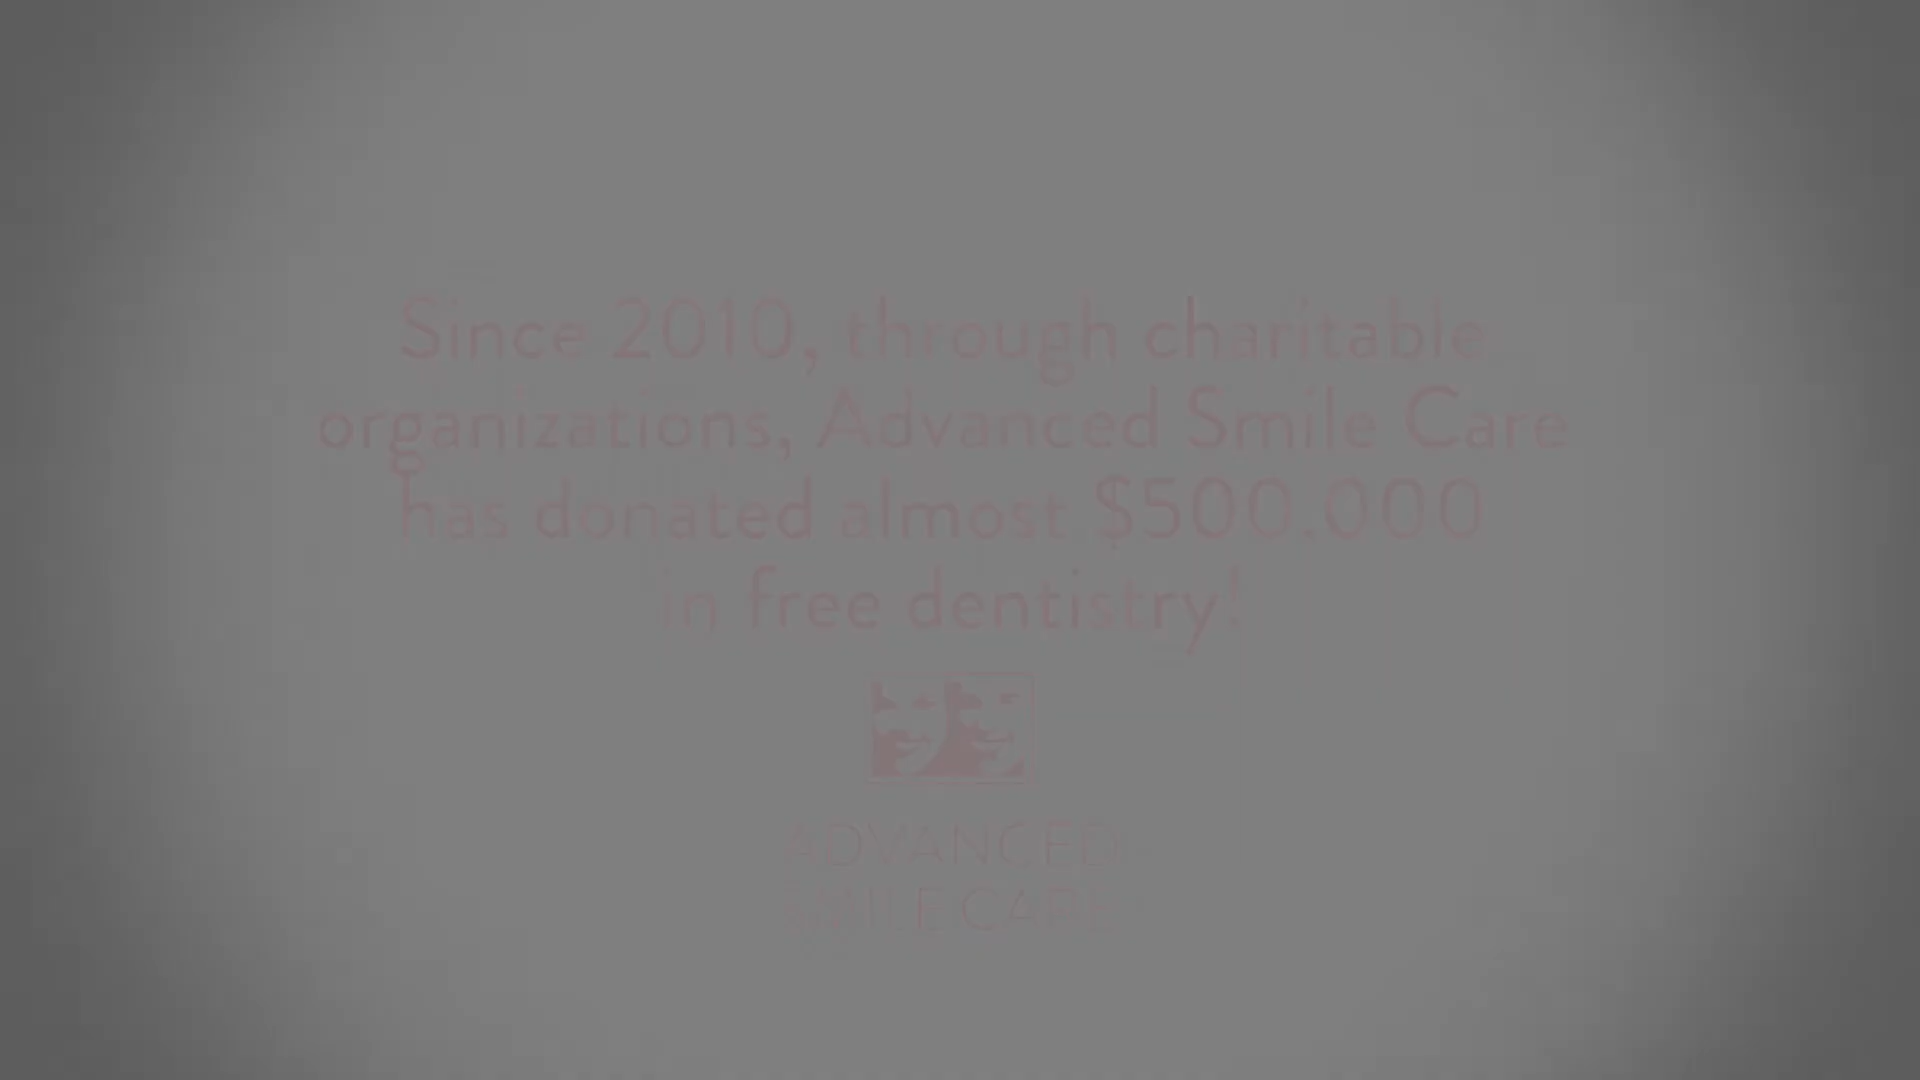 Since 2010, through charitable
organizations, Advanced Smile Care
has donated almost $500.000
in free dentistry!
ADVANCED
SMILE CARE